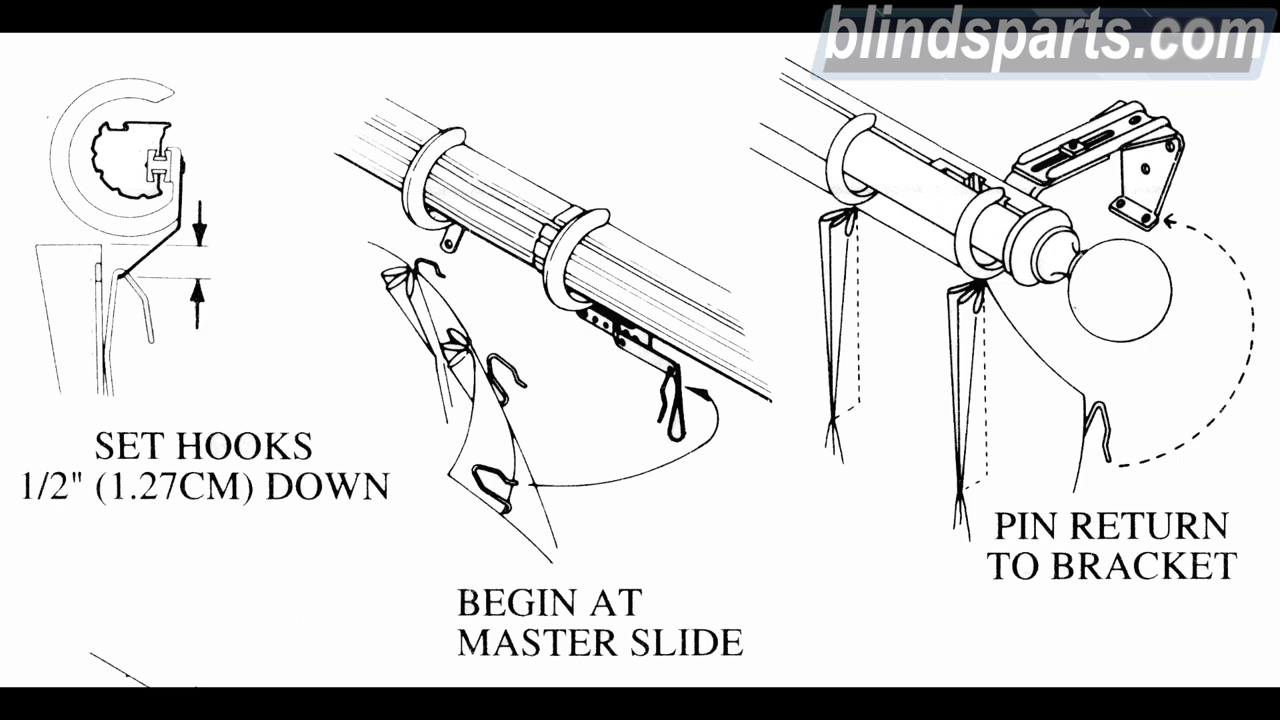 blindsparts.com
SET HOOKS
1/2" (1.27CM) DOWN
BEGIN AT
MASTER SLIDE
PIN RETURN
TO BRACKET